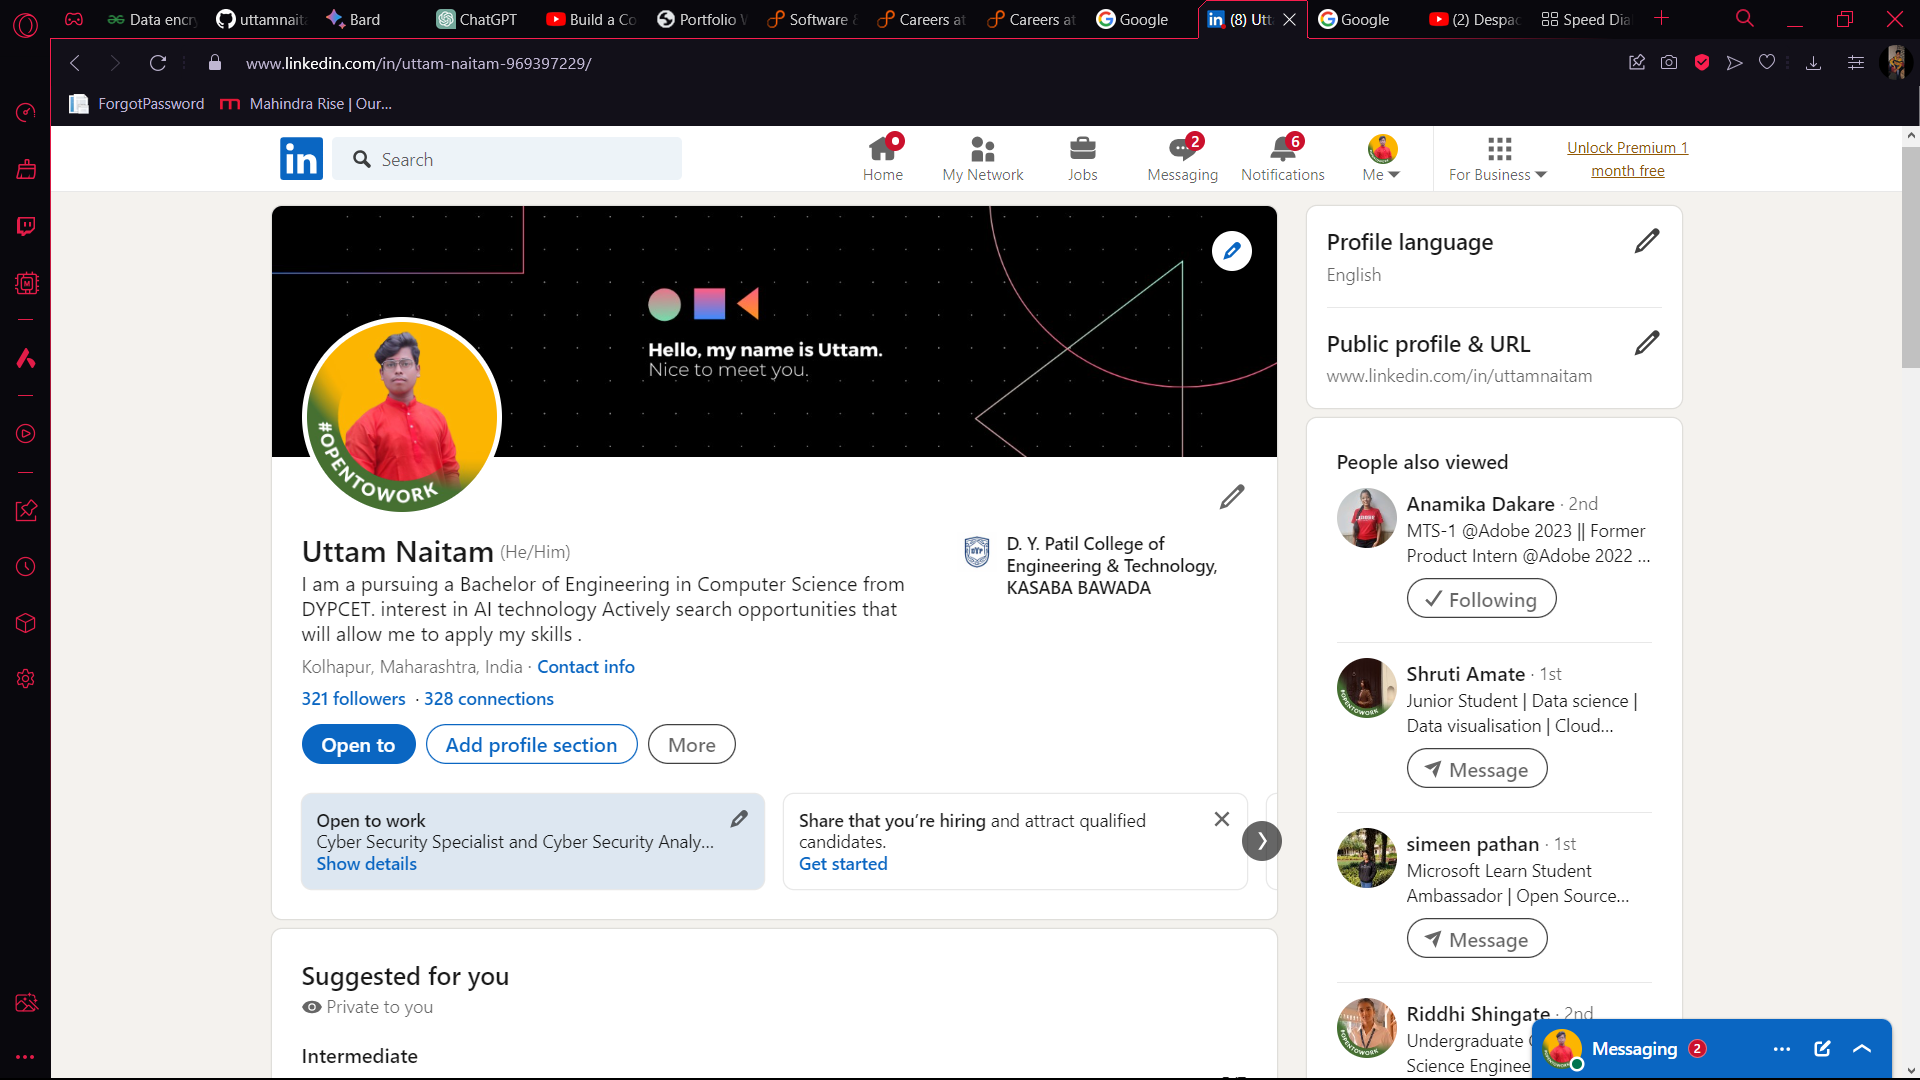 Data encry
uttamnait
Bard
ChatGPT
Build a Co
Portfolio
Software &
Careers at
Careers at
Google
(8) Utt
Google
(2) Despac
Speed Dial
www.linkedin.com/in/uttam-naitam-969397229/
ForgotPassword
Mahindra Rise | Our...
in
Search
Home
My Network
Jobs
2
Messaging
6
Notifications
Me
For Business
Unlock Premium 1
month free
Hello, my name is Uttam.
Nice to meet you.
#OPENTOWORK
Uttam Naitam (He/Him)
I am a pursuing a Bachelor of Engineering in Computer Science from
DYPCET. interest in AI technology Actively search opportunities that
will allow me to apply my skills .
Kolhapur, Maharashtra, India · Contact info
321 followers · 328 connections
Open to
Add profile section
More
D. Y. Patil College of
Engineering & Technology,
KASABA BAWADA
Open to work
Cyber Security Specialist and Cyber Security Analy...
Show details
Share that you're hiring and attract qualified
candidates.
Get started
Suggested for you
Private to you
Intermediate
Profile language
English
Public profile & URL
www.linkedin.com/in/uttamnaitam
People also viewed
Anamika Dakare · 2nd
MTS-1 @Adobe 2023 || Former
Product Intern @Adobe 2022 ...
Following
Shruti Amate · 1st
Junior Student | Data science |
Data visualisation | Cloud...
Message
simeen pathan · 1st
Microsoft Learn Student
Ambassador | Open Source...
Message
Riddhi Shingate · 2nd
Undergraduate
Science Enginee
Messaging 2